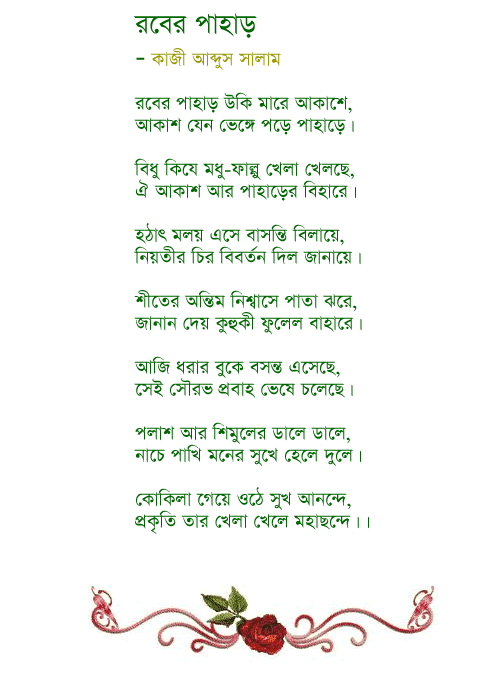 রবের পাহাড়
– কাজী আব্দুস সালাম
রবের পাহাড় উকি মারে আকাশে,
আকাশ যেন ভেঙ্গে পড়ে পাহাড়ে।
বিধু কিযে মধু-ফাল্গু খেলা খেলছে,
ঐ আকাশ আর পাহাড়ের বিহারে।
হঠাৎ মলয় এসে বাসন্তি বিলায়ে,
নিয়তীর চির বিবর্তন দিল জানায়ে।
শীতের অন্তিম নিশ্বাসে পাতা ঝরে,
জানান দেয় কুহুকী ফুলেল বাহারে।
আজি ধরার বুকে বসন্ত এসেছে,
সেই সৌরভ প্রবাহ ভেষে চলেছে।
পলাশ আর শিমুলের ডালে ডালে,
নাচে পাখি মনের সুখে হেলে দুলে।
কোকিলা গেয়ে ওঠে সুখ আনন্দে,
প্রকৃতি তার খেলা খেলে মহাছন্দে।।